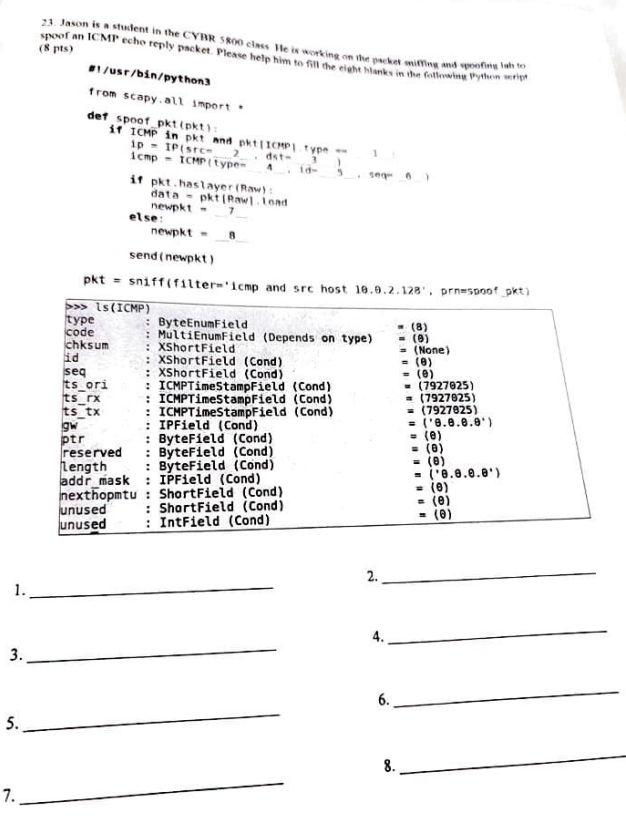 23. Jason is a student in the CYBR 5800 class. He is working on the packet sniffing and spoofing lab to
spoof an ICMP echo reply packet. Please help him to fill the eight blanks in the following Python script
(8 pts)
#!/usr/bin/python3
from scapy.all import *
def spoof_pkt(pkt):
if ICMP in pkt and pkt[ICMP].type == __1__:
ip = IP(src=__2__, dst=__3__)
icmp = ICMP(type=__4__, id=__5__, seq=__6__)
if pkt.haslayer(Raw):
data = pkt[Raw].load
newpkt = __7__
else:
newpkt = __8__
send(newpkt)
pkt = sniff(filter='icmp and src host 10.0.2.128', prn=spoof_pkt)
>>> ls(ICMP)
type : ByteEnumField = (8)
code : MultiEnumField (Depends on type) = (0)
chksum : XShortField = (None)
id : XShortField (Cond) = (0)
seq : XShortField (Cond) = (0)
ts_ori : ICMPTimeStampField (Cond) = (7927025)
ts_rx : ICMPTimeStampField (Cond) = (7927025)
ts_tx : ICMPTimeStampField (Cond) = (7927025)
gw : IPField (Cond) = ('0.0.0.0')
ptr : ByteField (Cond) = (0)
reserved : ByteField (Cond) = (0)
length : ByteField (Cond) = (0)
addr_mask : IPField (Cond) = ('0.0.0.0')
nexthopmtu : ShortField (Cond) = (0)
unused : ShortField (Cond) = (0)
unused : IntField (Cond) = (0)
1. ____________ 2. ____________
3. ____________ 4. ____________
5. ____________ 6. ____________
7. ____________ 8. ____________